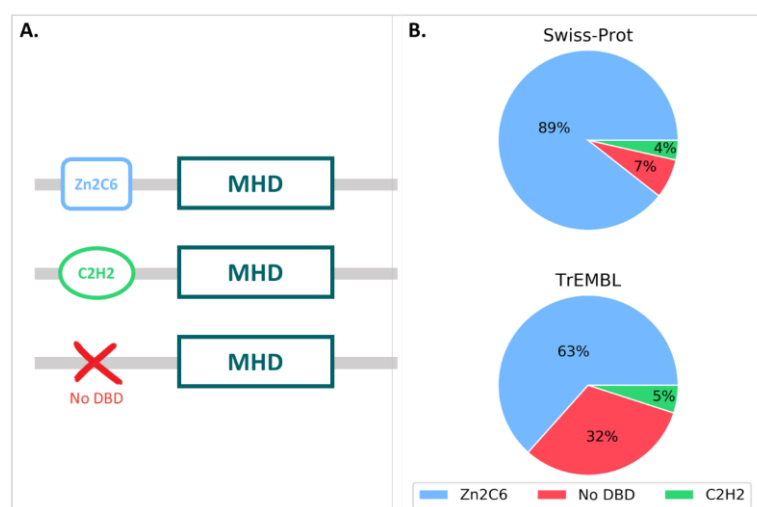 A.
Zn2C6
MHD
C2H2
MHD
MHD
No DBD
B.
Swiss-Prot
89%
4%
7%
TrEMBL
63%
5%
32%
Zn2C6 No DBD C2H2